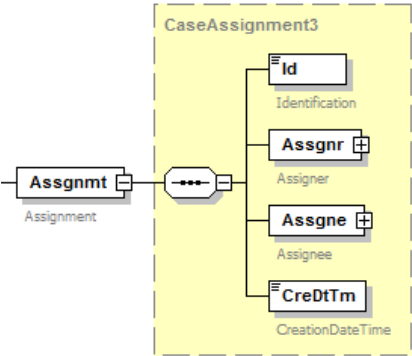 CaseAssignment3
Id
Identification
Assgnr
Assigner
Assgnmt
Assignment
Assgne
Assignee
CreDtTm
CreationDateTime